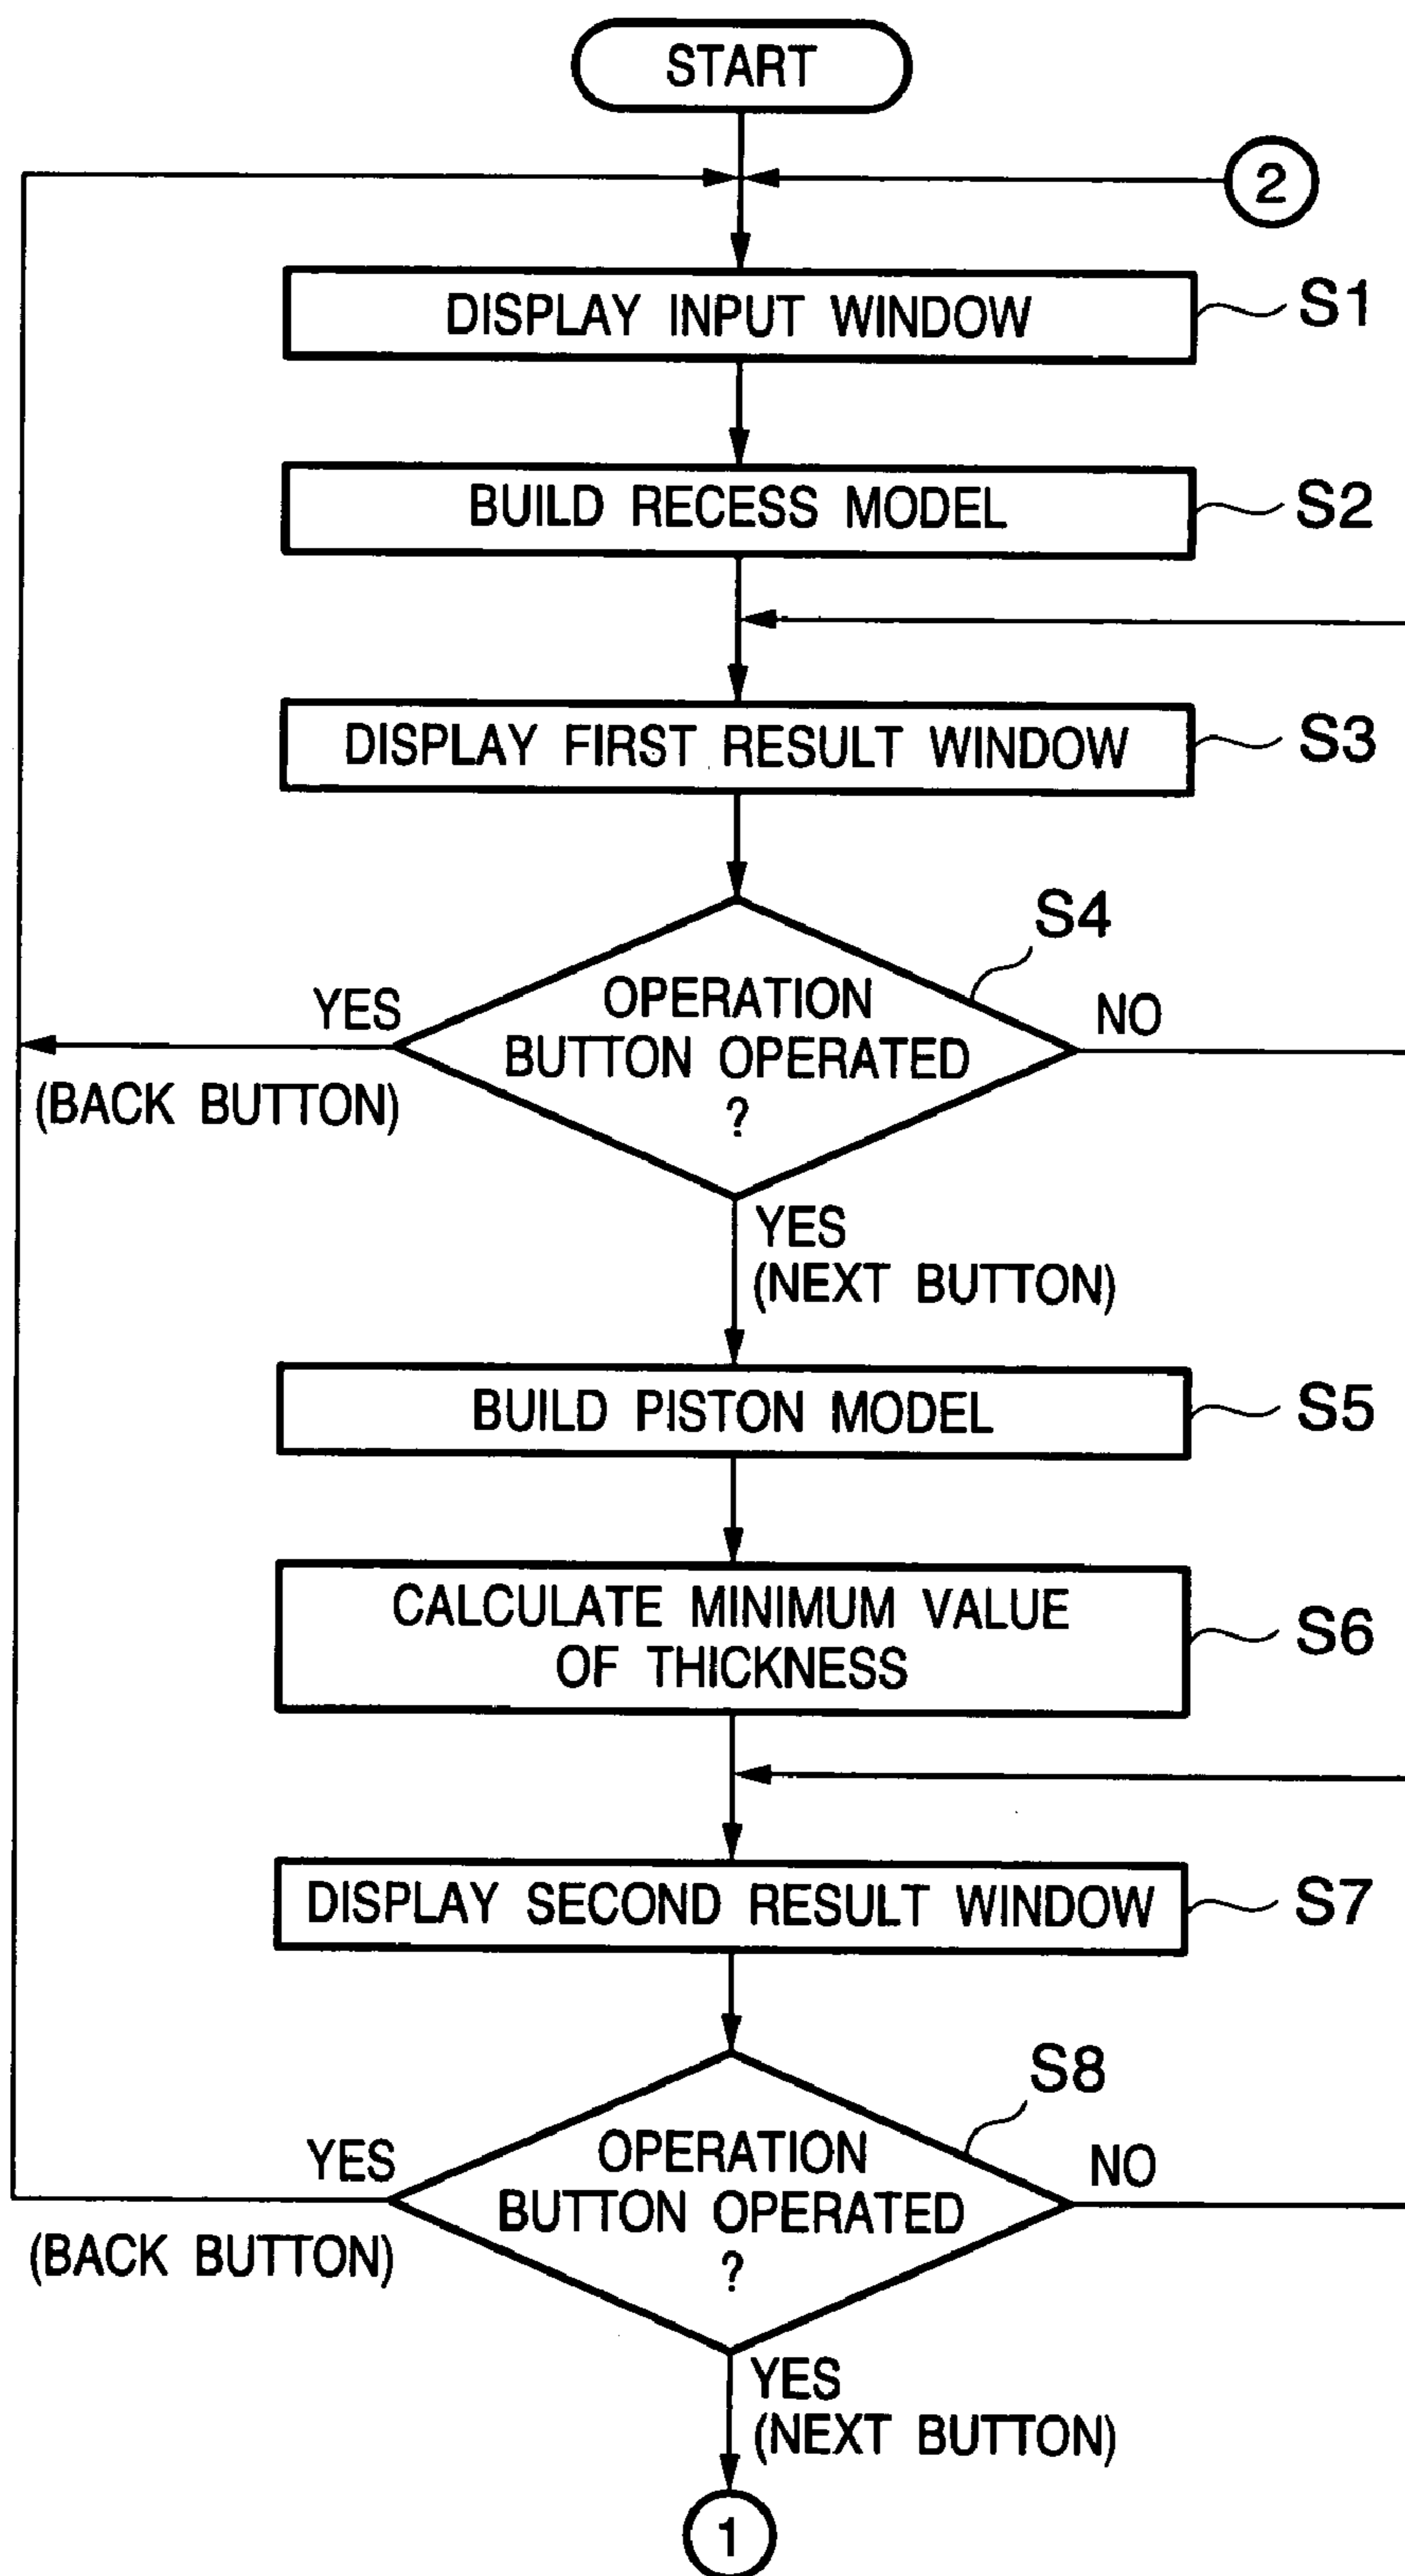 START
2
DISPLAY INPUT WINDOW
S1
BUILD RECESS MODEL
S2
DISPLAY FIRST RESULT WINDOW
S3
S4
OPERATION
BUTTON OPERATED
?
YES
(BACK BUTTON)
NO
YES
(NEXT BUTTON)
BUILD PISTON MODEL
S5
CALCULATE MINIMUM VALUE
OF THICKNESS
S6
DISPLAY SECOND RESULT WINDOW
S7
S8
OPERATION
BUTTON OPERATED
?
YES
(BACK BUTTON)
NO
YES
(NEXT BUTTON)
1